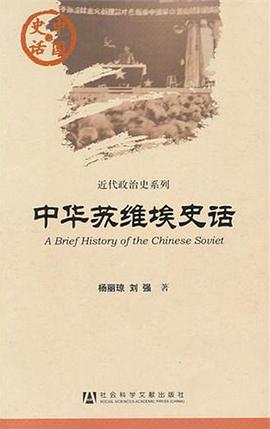 中国
史话
近代政治史系列
中华苏维埃史话
A Brief History of the Chinese Soviet
杨丽琼 刘 强 著
社会科学文献出版社
SOCIAL SCIENCES ACADEMIC PRESS (CHINA)